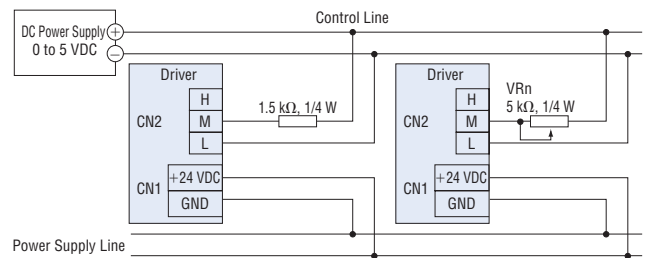 Control Line
DC Power Supply +
0 to 5 VDC −
Driver
H
CN2
M
L
1.5 kΩ, 1/4 W
CN1
+24 VDC
GND
Driver
H
CN2
M
L
VRn
5 kΩ, 1/4 W
CN1
+24 VDC
GND
Power Supply Line